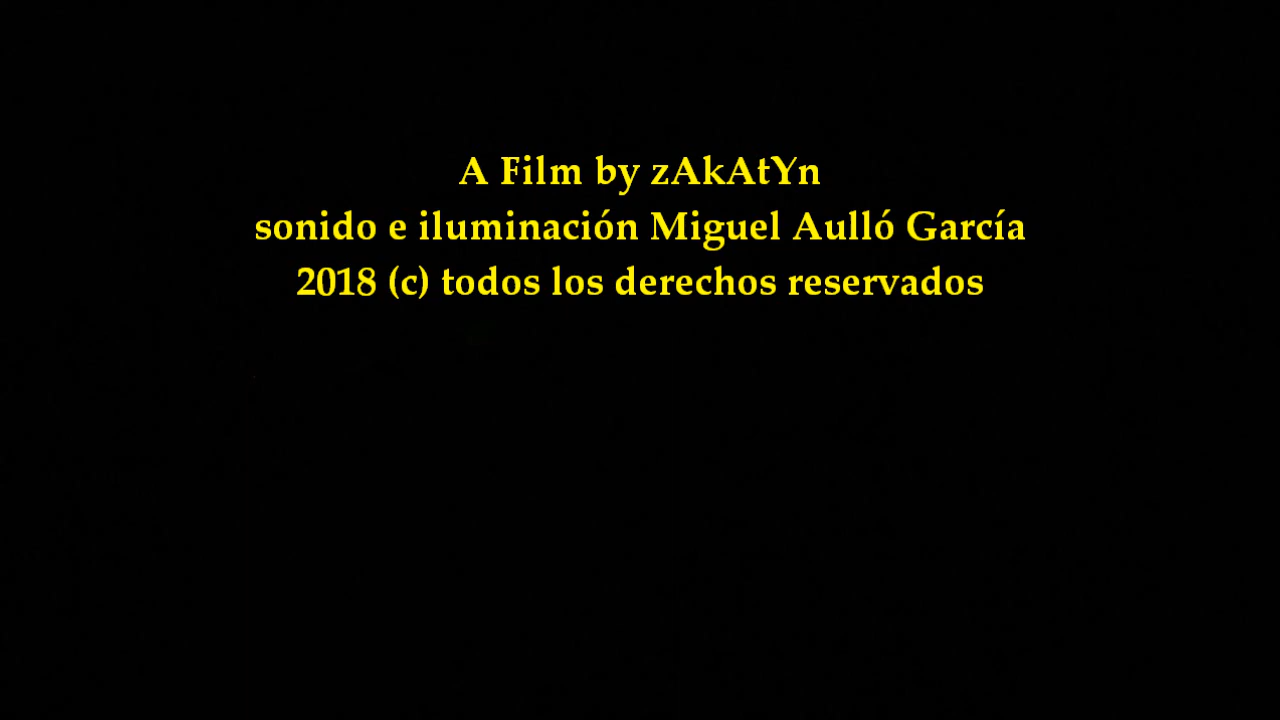 A Film by zAkAtYn
sonido e iluminación Miguel Aulló García
2018 (c) todos los derechos reservados